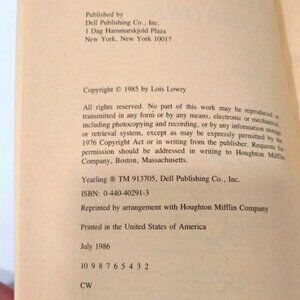 Published by
Dell Publishing Co., Inc.
1 Dag Hammarskjold Plaza
New York, New York 10017
Copyright © 1985 by Lois Lowry
All rights reserved. No part of this work may be reproduced or
transmitted in any form or by any means, electronic or mechanical
including photocopying and recording, or by any information storage
or retrieval system, except as may be expressly permitted by the
1976 Copyright Act or in writing from the publisher. Requests for
permission should be addressed in writing to Houghton Mifflin
Company, Boston, Massachusetts.
Yearling ® TM 913705, Dell Publishing Co., Inc.
ISBN: 0-440-40291-3
Reprinted by arrangement with Houghton Mifflin Company
Printed in the United States of America
July 1986
10 9 8 7 6 5 4 3 2
CW